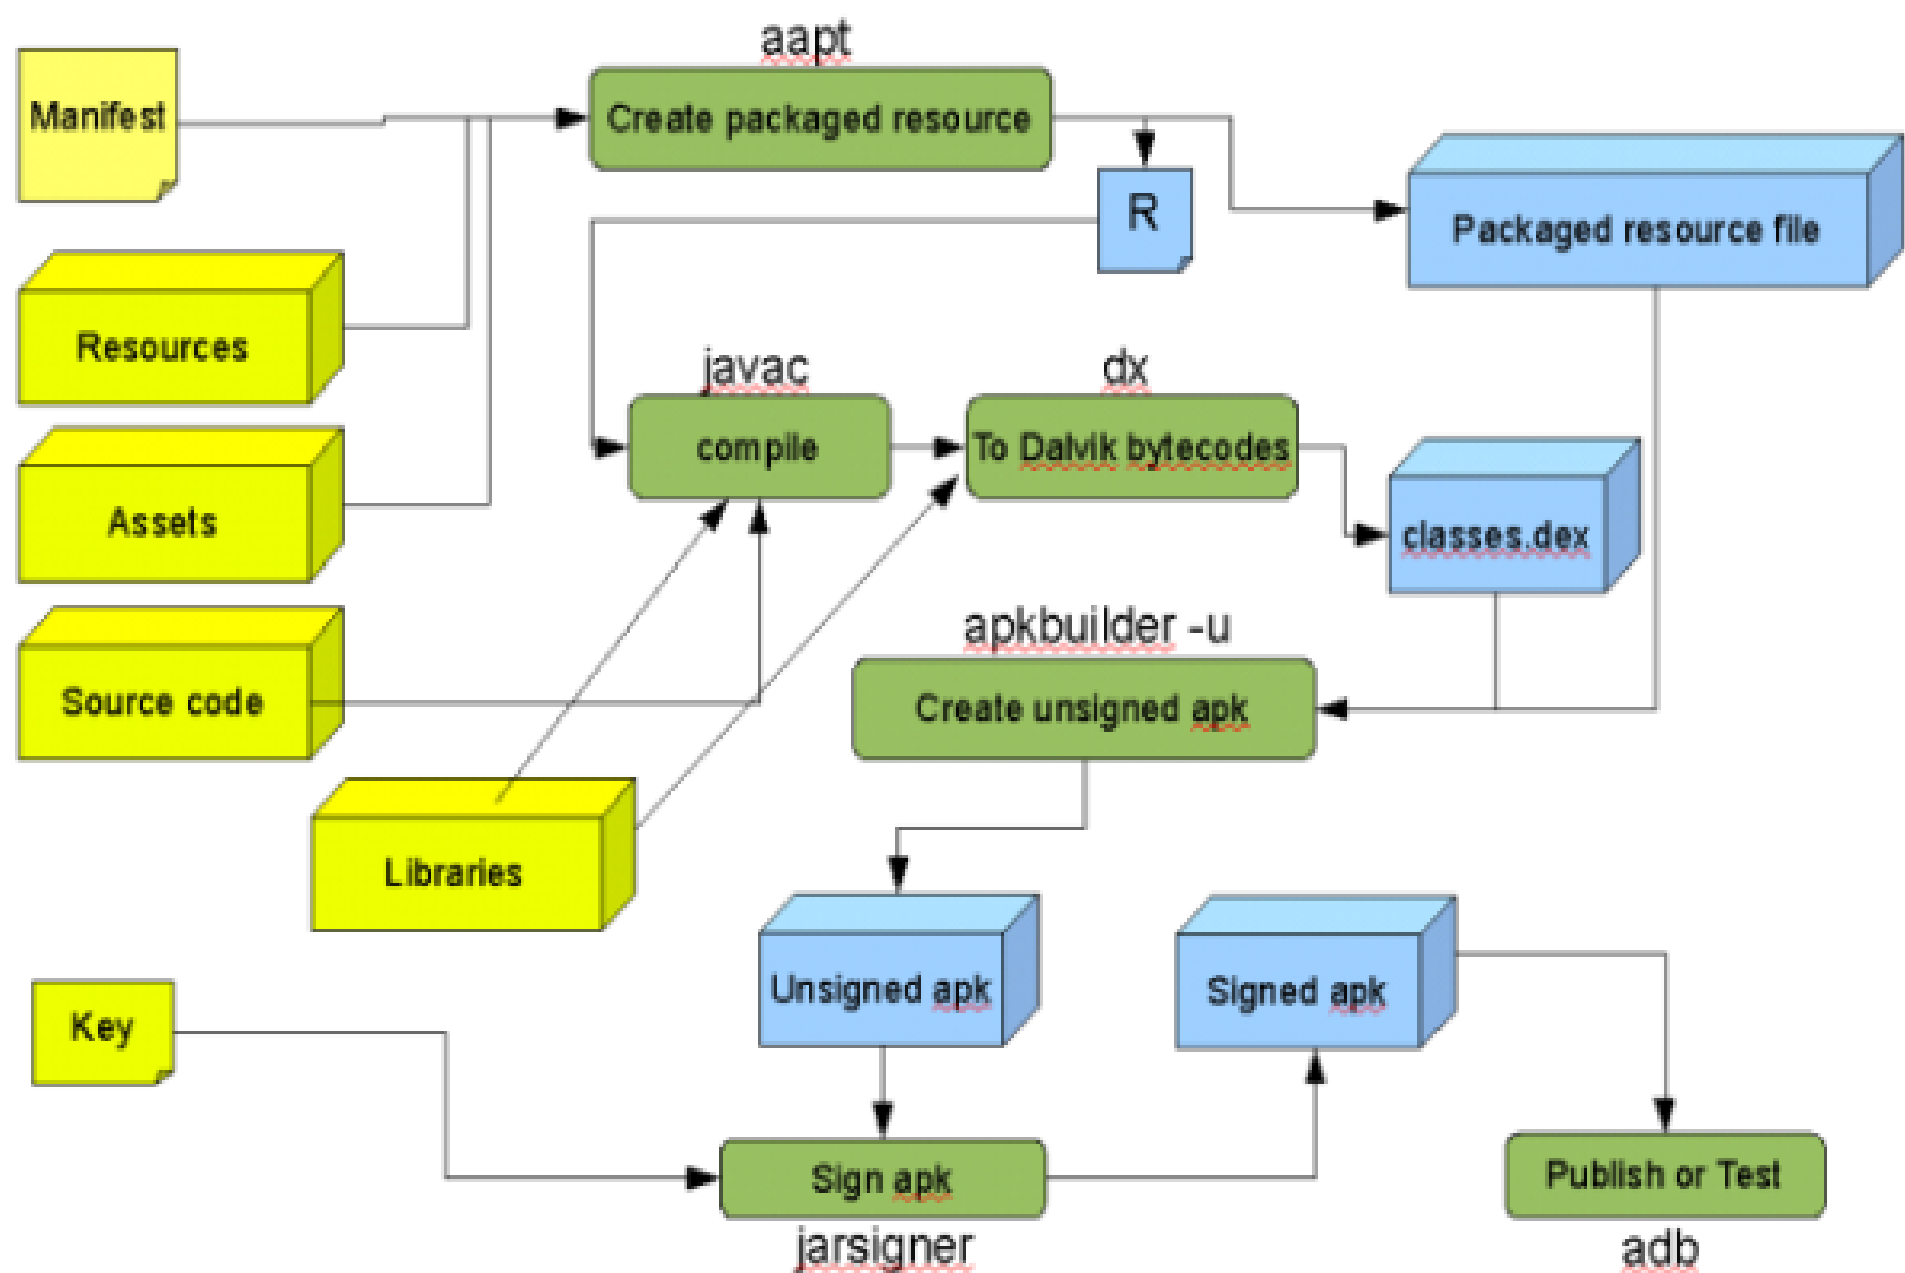 aapt
Manifest
Create packaged resource
R
Packaged resource file
Resources
javac
dx
compile
To Dalvik bytecodes
Assets
classes.dex
apkbuilder -u
Source code
Create unsigned apk
Libraries
Unsigned apk
Signed apk
Key
Sign apk
Publish or Test
jarsigner
adb